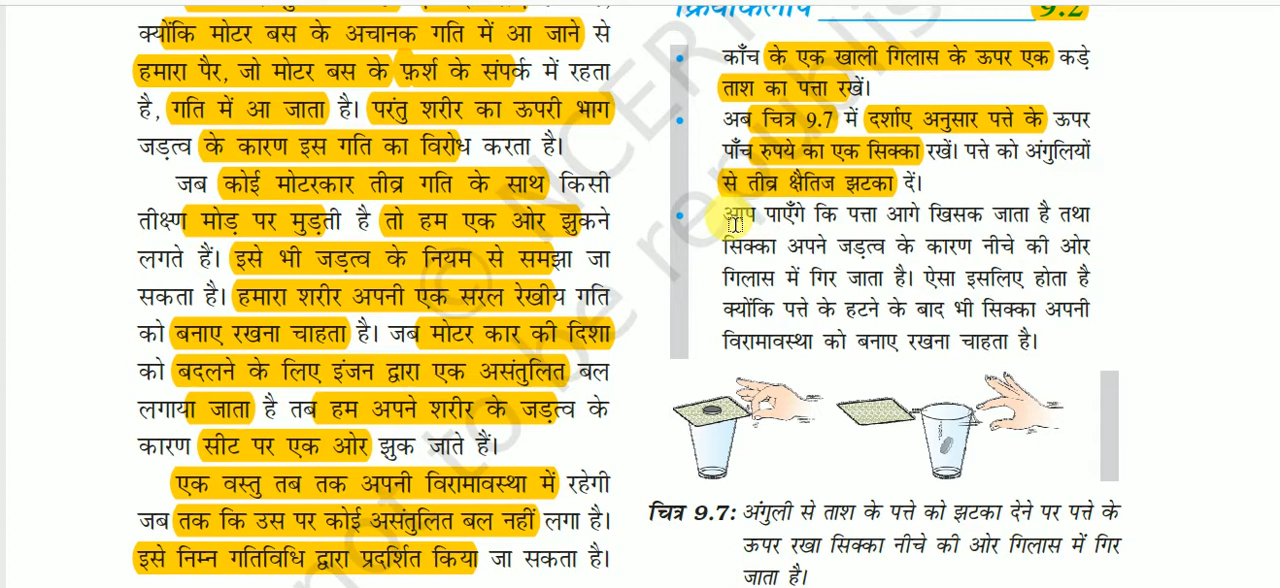 क्योंकि मोटर बस के अचानक गति में आ जाने से
हमारा पैर, जो मोटर बस के फ़र्श के संपर्क में रहता
है, गति में आ जाता है। परंतु शरीर का ऊपरी भाग
जड़त्व के कारण इस गति का विरोध करता है।
जब कोई मोटरकार तीव्र गति के साथ किसी
तीक्ष्ण मोड़ पर मुड़ती है तो हम एक ओर झुकने
लगते हैं। इसे भी जड़त्व के नियम से समझा जा
सकता है। हमारा शरीर अपनी एक सरल रेखीय गति
को बनाए रखना चाहता है। जब मोटर कार की दिशा
को बदलने के लिए इंजन द्वारा एक असंतुलित बल
लगाया जाता है तब हम अपने शरीर के जड़त्व के
कारण सीट पर एक ओर झुक जाते हैं।
एक वस्तु तब तक अपनी विरामावस्था में रहेगी
जब तक कि उस पर कोई असंतुलित बल नहीं लगा है।
इसे निम्न गतिविधि द्वारा प्रदर्शित किया जा सकता है।
क्रियाकलाप 9.2
काँच के एक खाली गिलास के ऊपर एक कड़े
ताश का पत्ता रखें।
अब चित्र 9.7 में दर्शाए अनुसार पत्ते के ऊपर
पाँच रुपये का एक सिक्का रखें। पत्ते को अंगुलियों
से तीव्र क्षैतिज झटका दें।
आप पाएँगे कि पत्ता आगे खिसक जाता है तथा
सिक्का अपने जड़त्व के कारण नीचे की ओर
गिलास में गिर जाता है। ऐसा इसलिए होता है
क्योंकि पत्ते के हटने के बाद भी सिक्का अपनी
विरामावस्था को बनाए रखना चाहता है।
चित्र 9.7: अंगुली से ताश के पत्ते को झटका देने पर पत्ते के
ऊपर रखा सिक्का नीचे की ओर गिलास में गिर
जाता है।
© NCERT
not to be republis